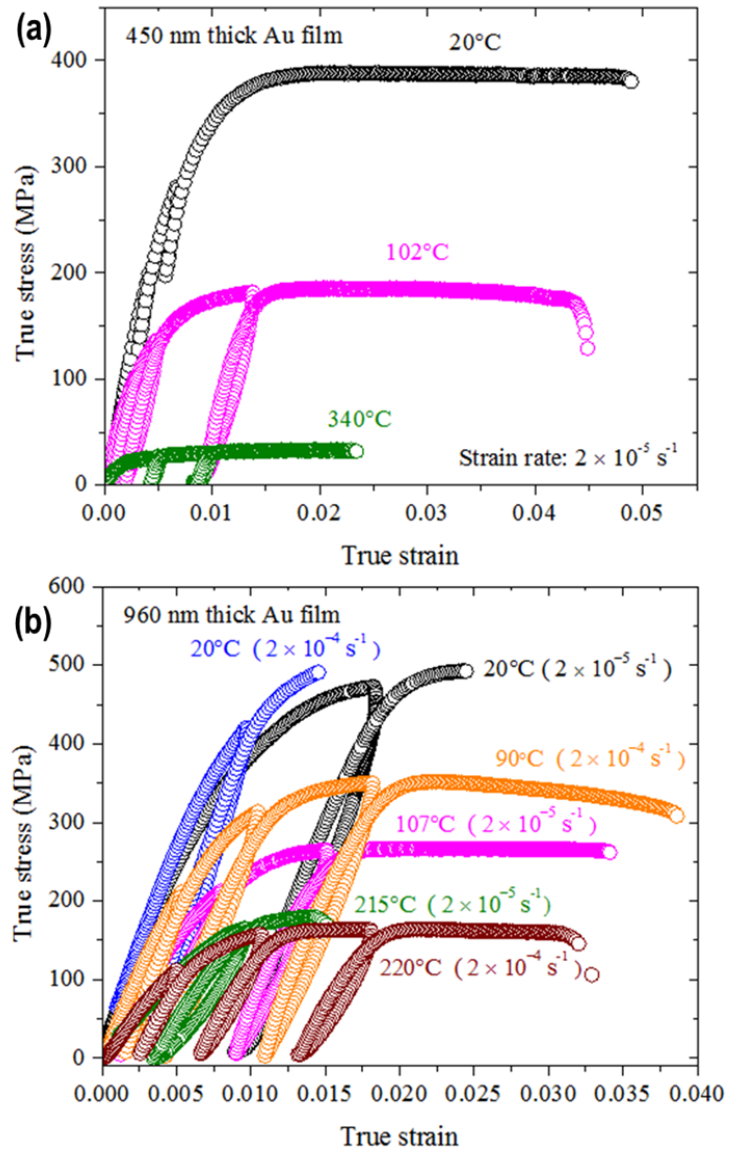 (a)
450 nm thick Au film
20°C
102°C
340°C
Strain rate: 2 × 10⁻⁵ s⁻¹
True stress (MPa)
400
300
200
100
0
0.00 0.01 0.02 0.03 0.04 0.05
True strain
(b)
960 nm thick Au film
20°C ( 2 × 10⁻⁴ s⁻¹)
20°C ( 2 × 10⁻⁵ s⁻¹)
90°C ( 2 × 10⁻⁴ s⁻¹)
107°C ( 2 × 10⁻⁵ s⁻¹)
215°C ( 2 × 10⁻⁵ s⁻¹)
220°C ( 2 × 10⁻⁴ s⁻¹)
True stress (MPa)
600
500
400
300
200
100
0
0.000 0.005 0.010 0.015 0.020 0.025 0.030 0.035 0.040
True strain